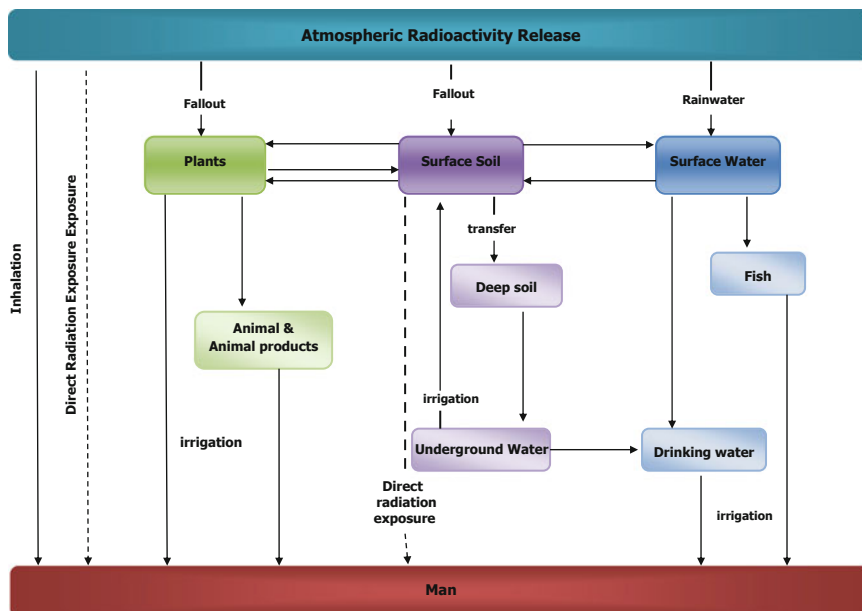 Atmospheric Radioactivity Release
Fallout
Fallout
Rainwater
Plants
Surface Soil
Surface Water
Inhalation
Direct Radiation Exposure Exposure
transfer
Deep soil
Fish
Animal &
Animal products
irrigation
irrigation
Underground Water
Drinking water
Direct
radiation
exposure
irrigation
Man